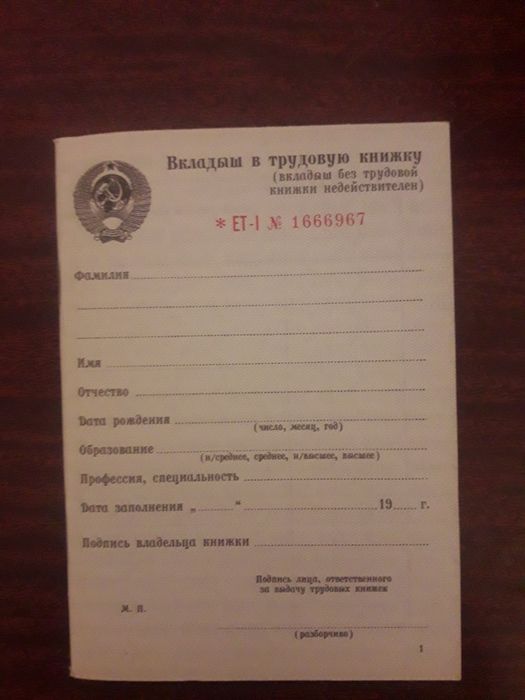 Вкладыш в трудовую книжку
(вкладыш без трудовой
книжки недействителен)
* ЕТ-I № 1666967
Фамилия
Имя
Отчество
Дата рождения
(число, месяц, год)
Образование
(н/среднее, среднее, н/высшее, высшее)
Профессия, специальность
Дата заполнения „ “ 19 г.
Подпись владельца книжки
Подпись лица, ответственного
за выдачу трудовых книжек
М. П.
(разборчиво)
1